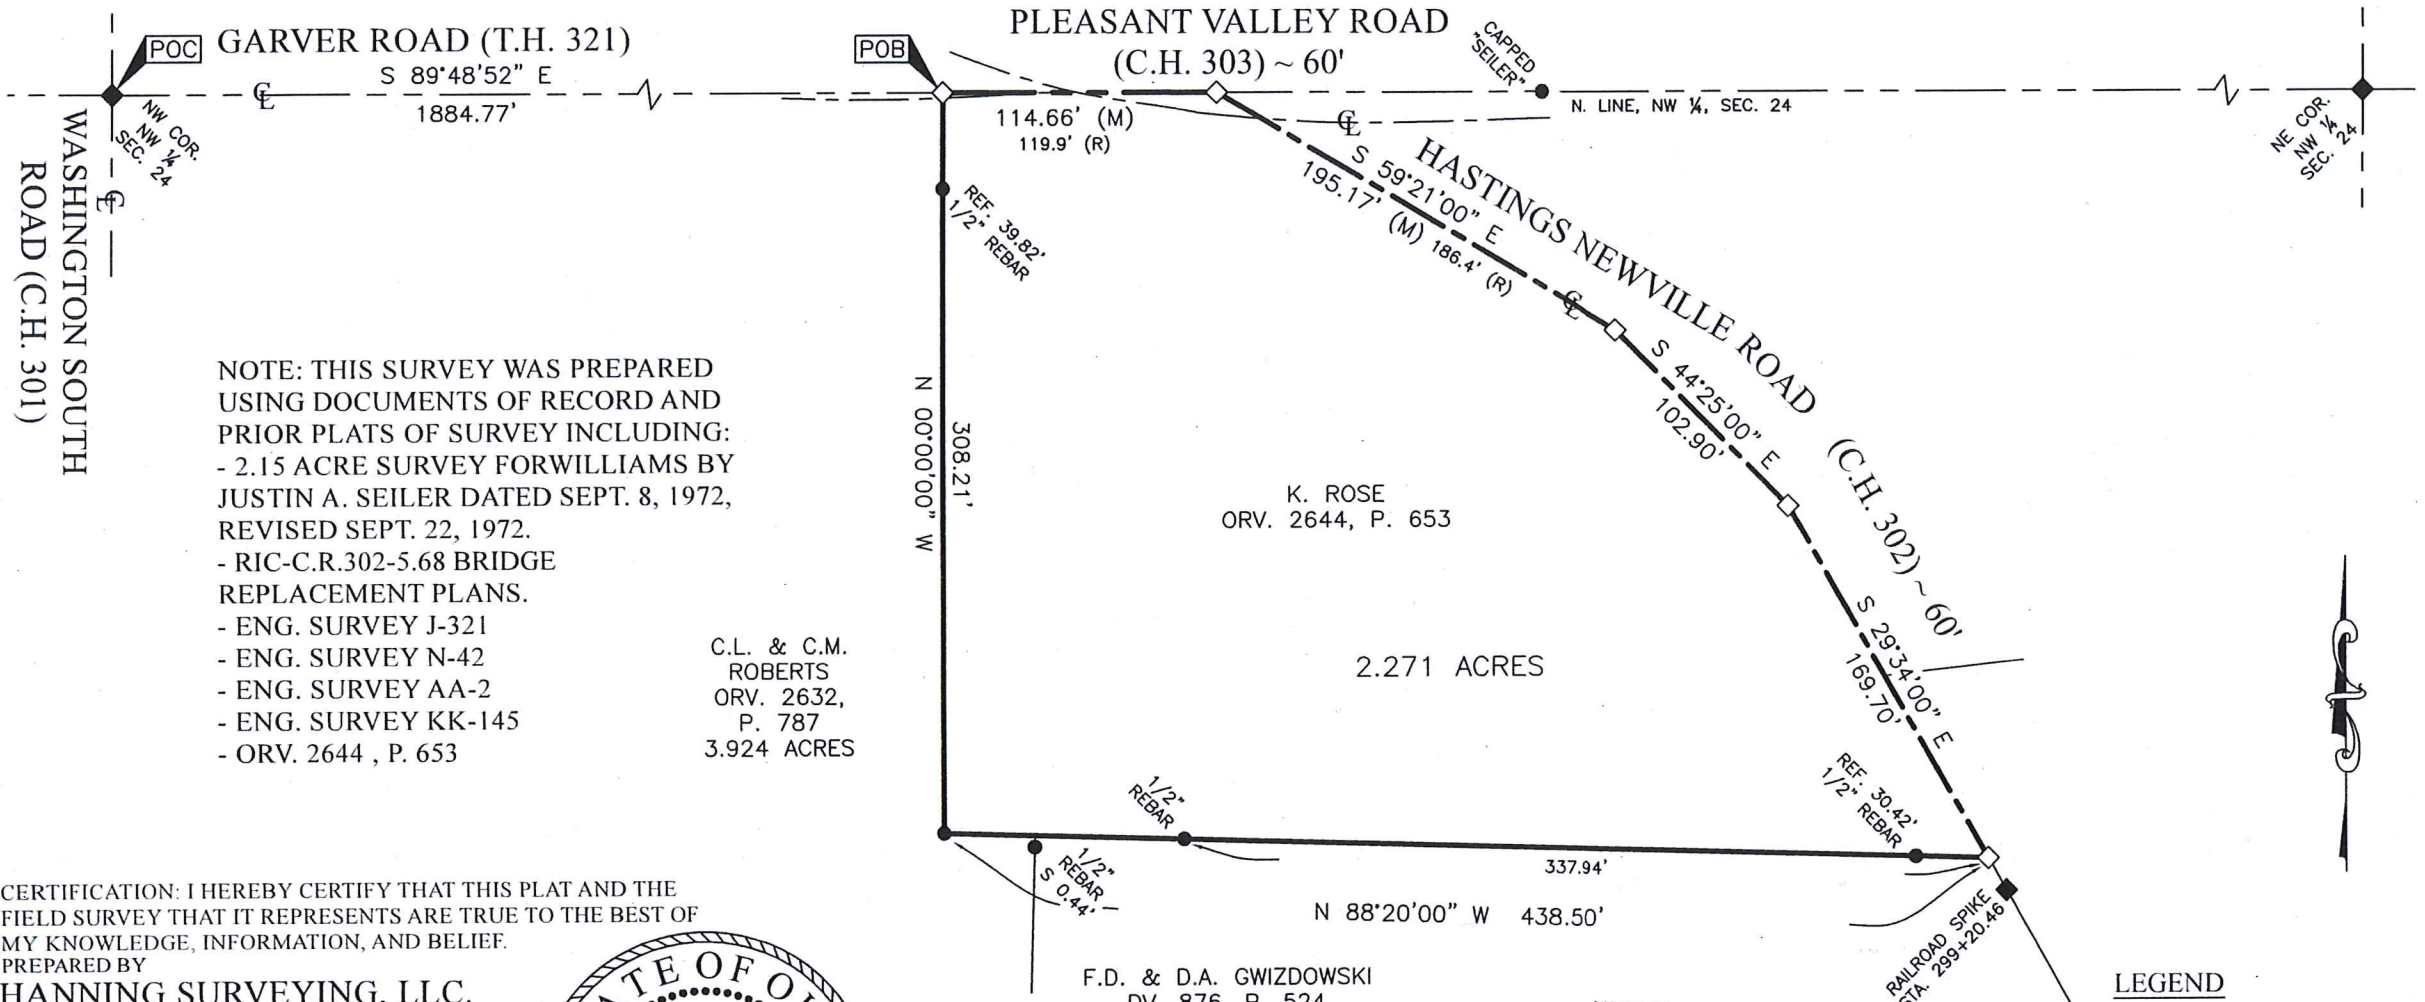 POC
GARVER ROAD (T.H. 321)
S 89°48'52" E
1884.77'
℄
NW COR.
NW ¼
SEC. 24
℄
WASHINGTON SOUTH
ROAD (C.H. 301)
POB
PLEASANT VALLEY ROAD
(C.H. 303) ~ 60'
114.66' (M)
119.9' (R)
CAPPED
"SEILER"
N. LINE, NW ¼, SEC. 24
NE COR.
NW ¼
SEC. 24
℄
HASTINGS NEWVILLE ROAD (C.H. 302) ~ 60'
S 59°21'00" E
195.17' (M) 186.4' (R)
℄
REF. 39.82'
1/2" REBAR
N 00°00'00" W
308.21'
S 44°25'00" E
102.90'
S 29°34'00" E
169.70'
NOTE: THIS SURVEY WAS PREPARED
USING DOCUMENTS OF RECORD AND
PRIOR PLATS OF SURVEY INCLUDING:
- 2.15 ACRE SURVEY FORWILLIAMS BY
JUSTIN A. SEILER DATED SEPT. 8, 1972,
REVISED SEPT. 22, 1972.
- RIC-C.R.302-5.68 BRIDGE
REPLACEMENT PLANS.
- ENG. SURVEY J-321
- ENG. SURVEY N-42
- ENG. SURVEY AA-2
- ENG. SURVEY KK-145
- ORV. 2644 , P. 653
C.L. & C.M.
ROBERTS
ORV. 2632,
P. 787
3.924 ACRES
K. ROSE
ORV. 2644, P. 653
2.271 ACRES
1/2"
REBAR
REF. 30.42'
1/2" REBAR
1/2"
REBAR
S 0.44'
337.94'
N 88°20'00" W 438.50'
RAILROAD SPIKE
STA. 299+20.46
CERTIFICATION: I HEREBY CERTIFY THAT THIS PLAT AND THE
FIELD SURVEY THAT IT REPRESENTS ARE TRUE TO THE BEST OF
MY KNOWLEDGE, INFORMATION, AND BELIEF.
PREPARED BY
HANNING SURVEYING, LLC.
F.D. & D.A. GWIZDOWSKI
DV. 876, P. 524
LEGEND